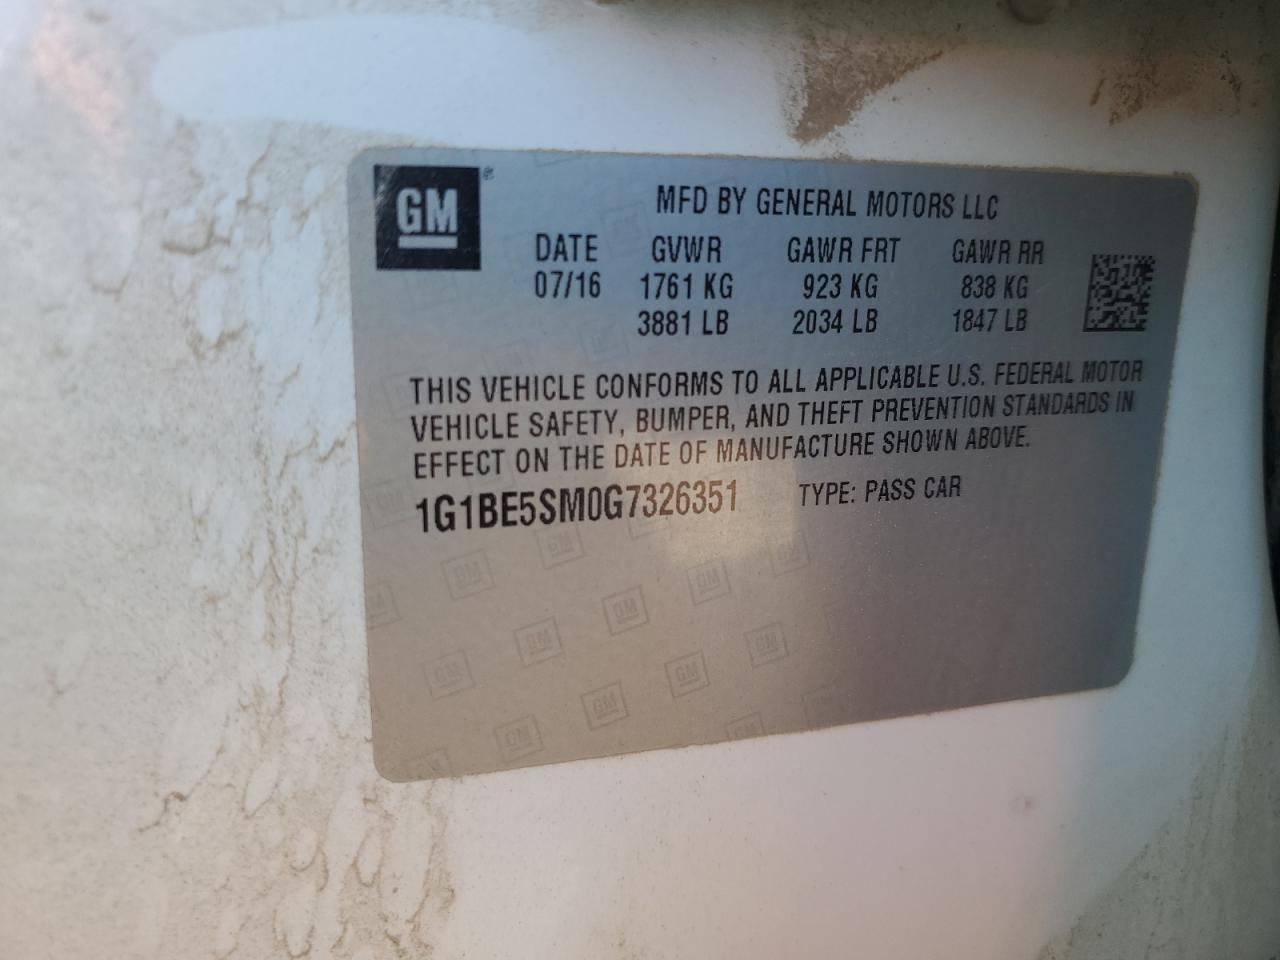 GM ®
MFD BY GENERAL MOTORS LLC
DATE GVWR GAWR FRT GAWR RR
07/16 1761 KG 923 KG 838 KG
3881 LB 2034 LB 1847 LB
THIS VEHICLE CONFORMS TO ALL APPLICABLE U.S. FEDERAL MOTOR
VEHICLE SAFETY, BUMPER, AND THEFT PREVENTION STANDARDS IN
EFFECT ON THE DATE OF MANUFACTURE SHOWN ABOVE.
1G1BE5SM0G7326351 TYPE: PASS CAR